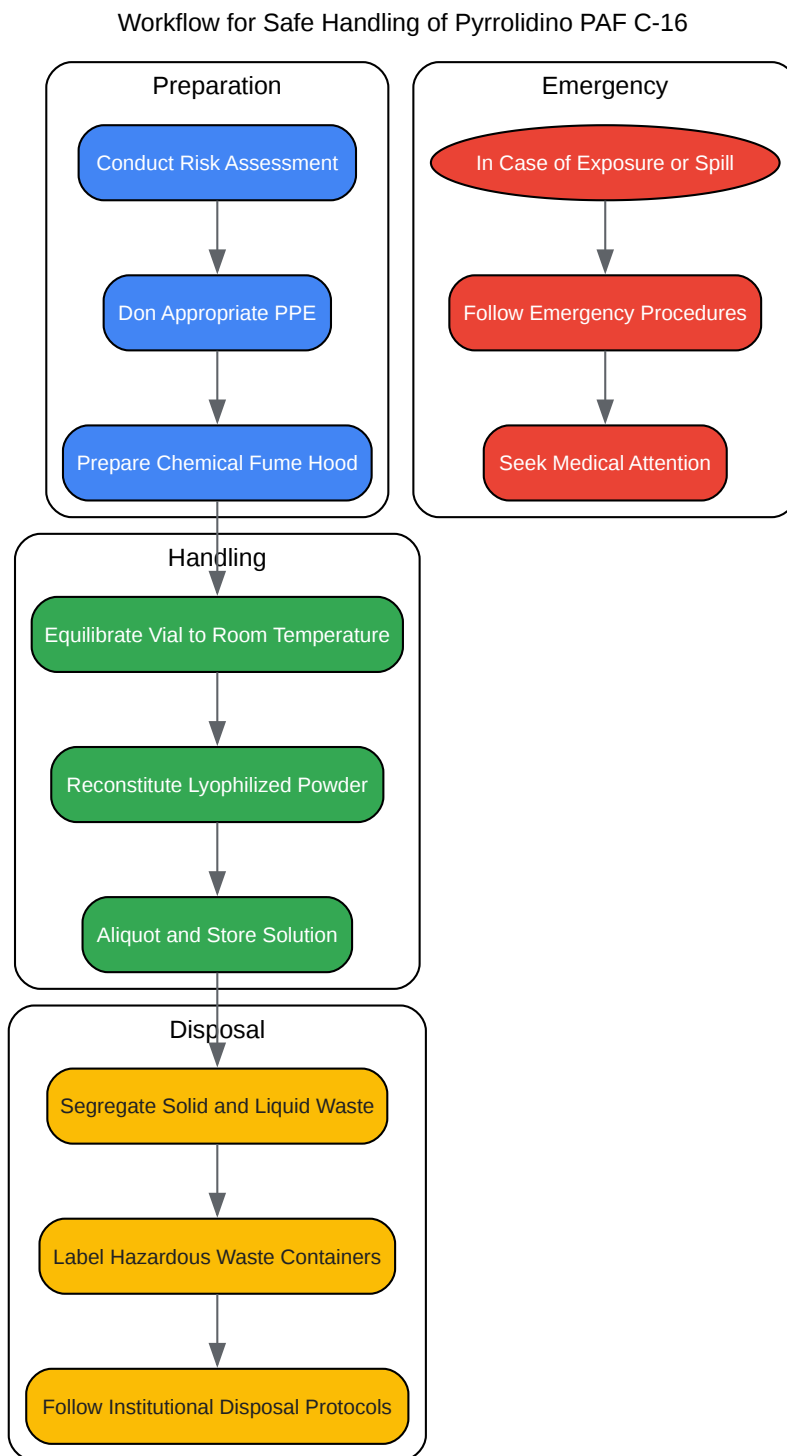 Workflow for Safe Handling of Pyrrolidino PAF C-16
Preparation
Conduct Risk Assessment
Don Appropriate PPE
Prepare Chemical Fume Hood
Emergency
In Case of Exposure or Spill
Follow Emergency Procedures
Seek Medical Attention
Handling
Equilibrate Vial to Room Temperature
Reconstitute Lyophilized Powder
Aliquot and Store Solution
Disposal
Segregate Solid and Liquid Waste
Label Hazardous Waste Containers
Follow Institutional Disposal Protocols